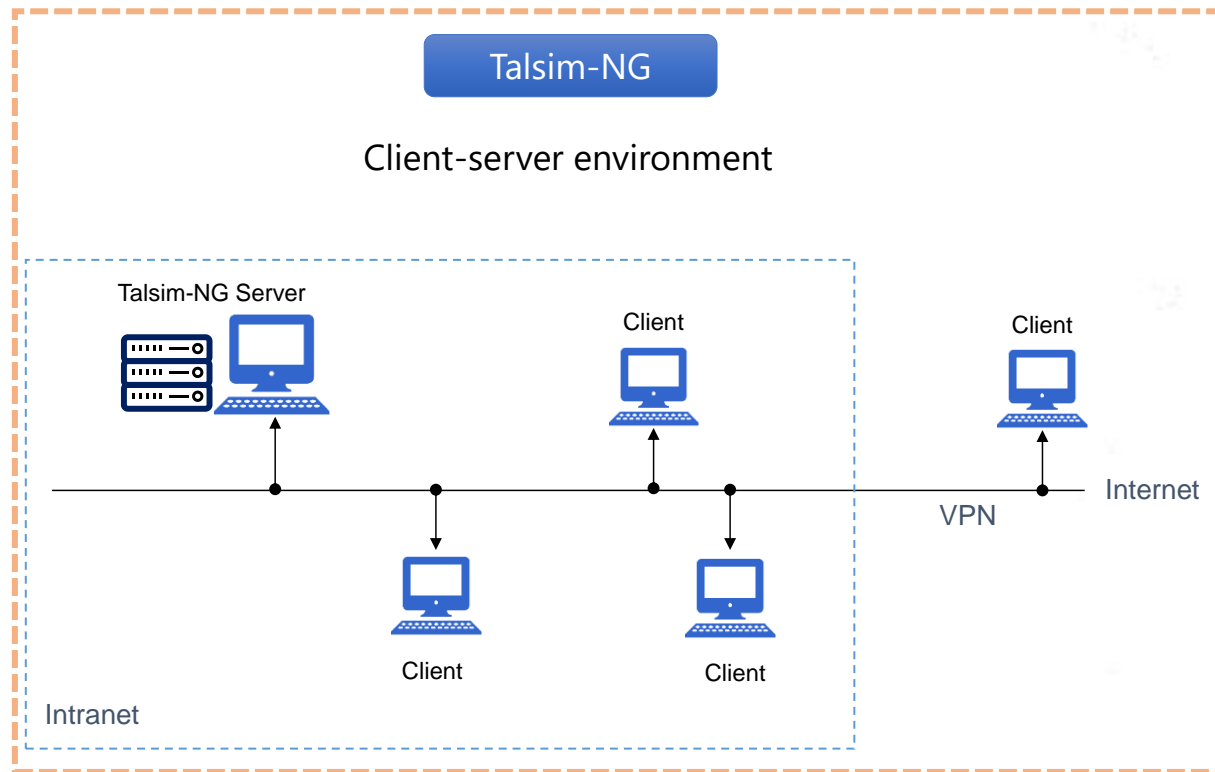 Talsim-NG
Client-server environment
Talsim-NG Server
Client
Client
Internet
VPN
Client
Client
Intranet